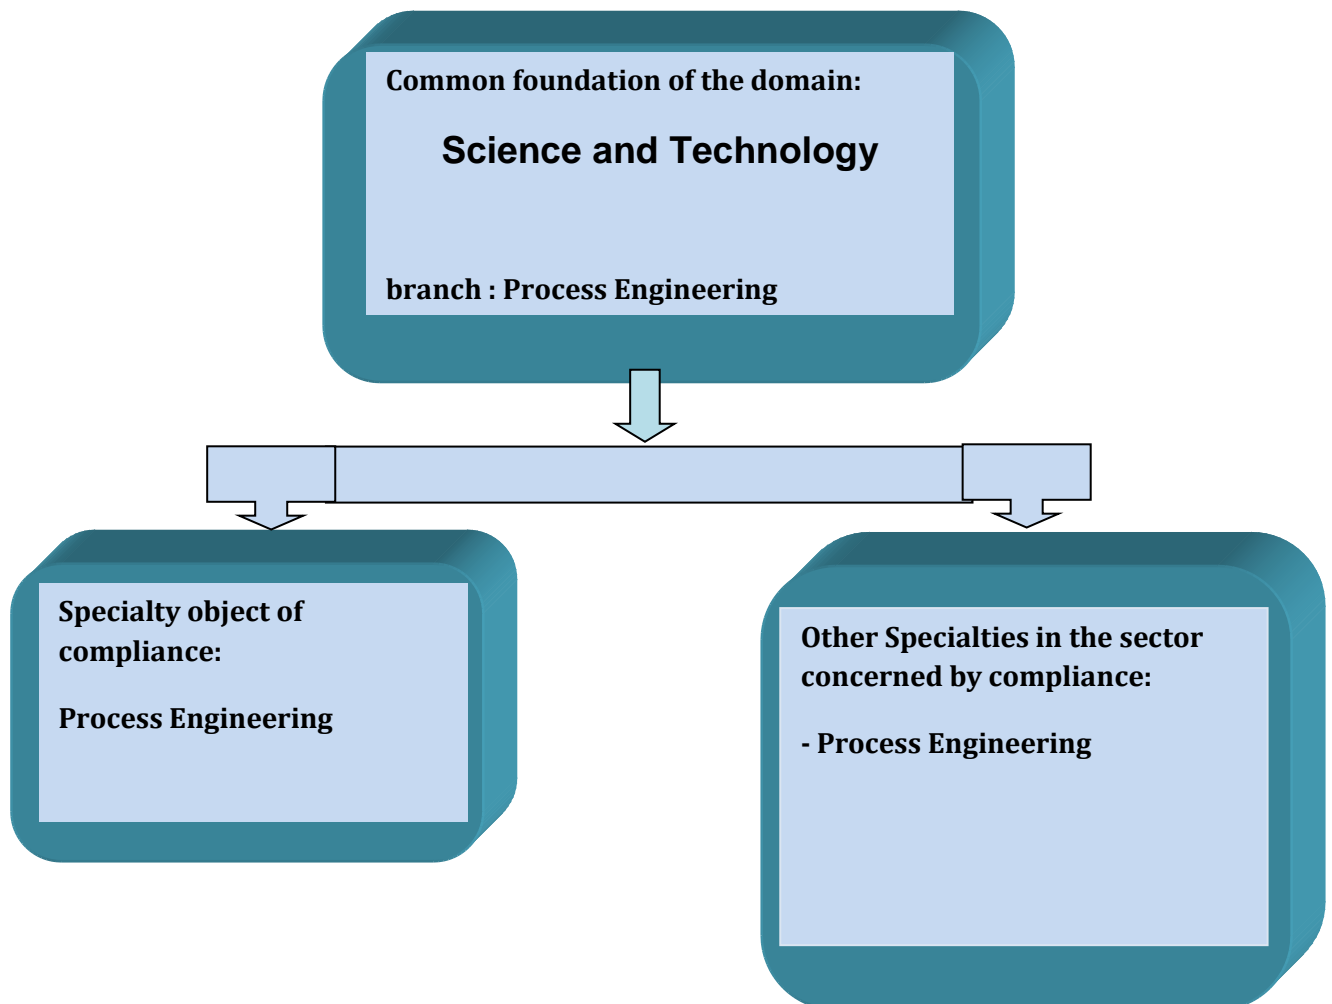 Common foundation of the domain:
Science and Technology
branch : Process Engineering
Specialty object of
compliance:
Process Engineering
Other Specialties in the sector
concerned by compliance:
- Process Engineering